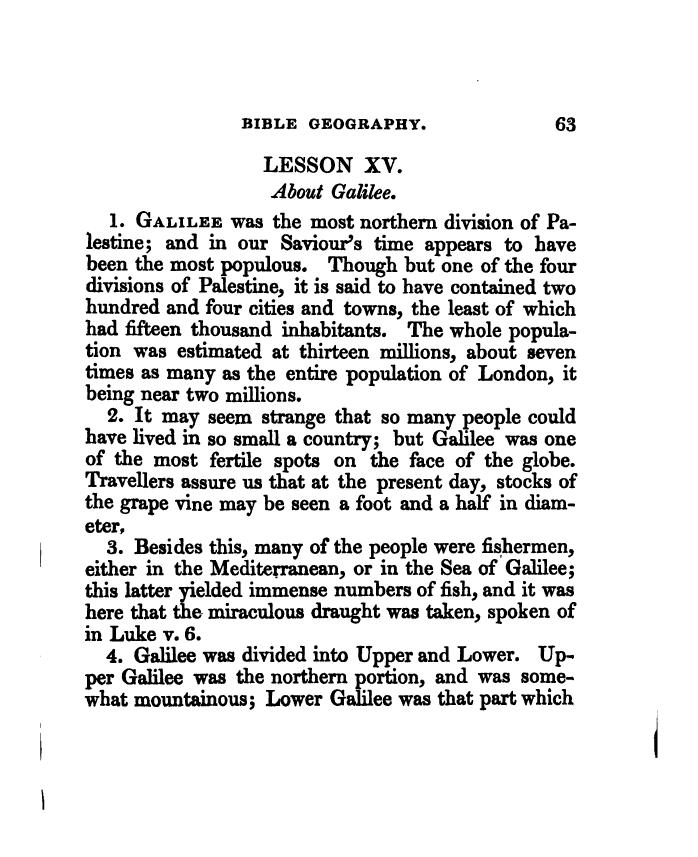 BIBLE GEOGRAPHY. 63
LESSON XV.
About Galilee.
1. GALILEE was the most northern division of Pa-
lestine; and in our Saviour's time appears to have
been the most populous. Though but one of the four
divisions of Palestine, it is said to have contained two
hundred and four cities and towns, the least of which
had fifteen thousand inhabitants. The whole popula-
tion was estimated at thirteen millions, about seven
times as many as the entire population of London, it
being near two millions.
2. It may seem strange that so many people could
have lived in so small a country; but Galilee was one
of the most fertile spots on the face of the globe.
Travellers assure us that at the present day, stocks of
the grape vine may be seen a foot and a half in diam-
eter,
3. Besides this, many of the people were fishermen,
either in the Mediterranean, or in the Sea of Galilee;
this latter yielded immense numbers of fish, and it was
here that the miraculous draught was taken, spoken of
in Luke v. 6.
4. Galilee was divided into Upper and Lower. Up-
per Galilee was the northern portion, and was some-
what mountainous; Lower Galilee was that part which